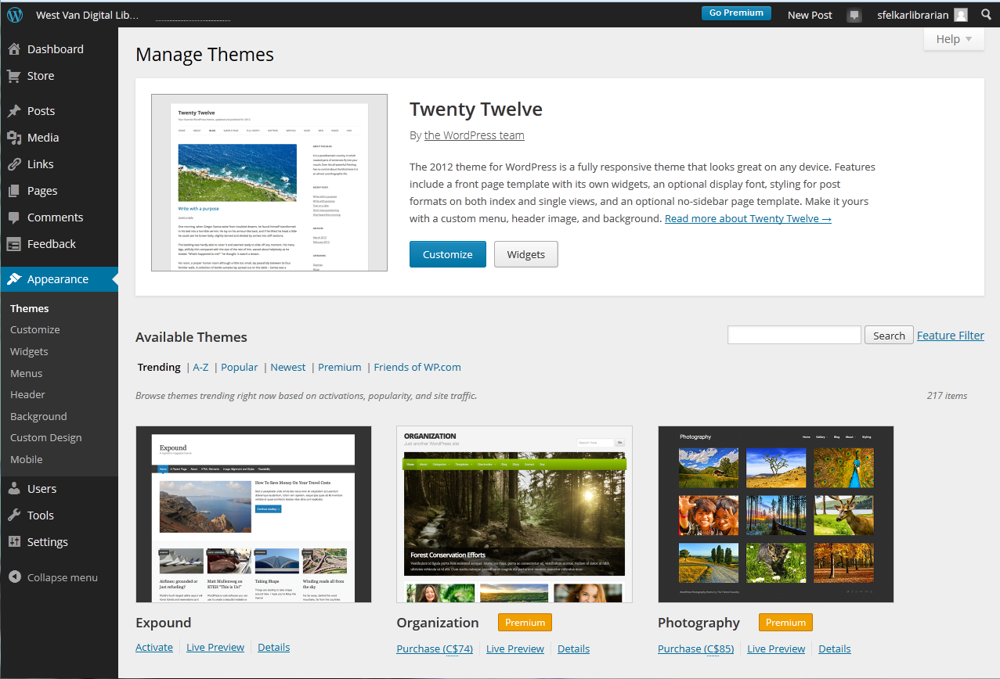 West Van Digital Lib…
Go Premium
New Post
sfelkarlibrarian
Help
Dashboard
Store
Posts
Media
Links
Pages
Comments
Feedback
Appearance
Themes
Customize
Widgets
Menus
Header
Background
Custom Design
Mobile
Users
Tools
Settings
Collapse menu
Manage Themes
Twenty Twelve
Write with a purpose
Twenty Twelve
By the WordPress team
The 2012 theme for WordPress is a fully responsive theme that looks great on any device. Features
include a front page template with its own widgets, an optional display font, styling for post
formats on both index and single views, and an optional no-sidebar page template. Make it yours
with a custom menu, header image, and background. Read more about Twenty Twelve →
Customize
Widgets
Available Themes
Search
Feature Filter
Trending | A-Z | Popular | Newest | Premium | Friends of WP.com
Browse themes trending right now based on activations, popularity, and site traffic.
217 items
Expound
How To Save Money On Your Travel Costs
Continue reading →
Airlines: grounded or
just refueling?
Matt Mullenweg on
KTEH "This is Us!"
Taking Shape
Winding roads all from
the sky
Expound
Activate
Live Preview
Details
ORGANIZATION
Just another WordPress site
Forest Conservation Efforts
Organization
Premium
Purchase (C$74)
Live Preview
Details
Photography
Home
Gallery
Blog
About
Styling
Photography
Premium
Purchase (C$85)
Live Preview
Details